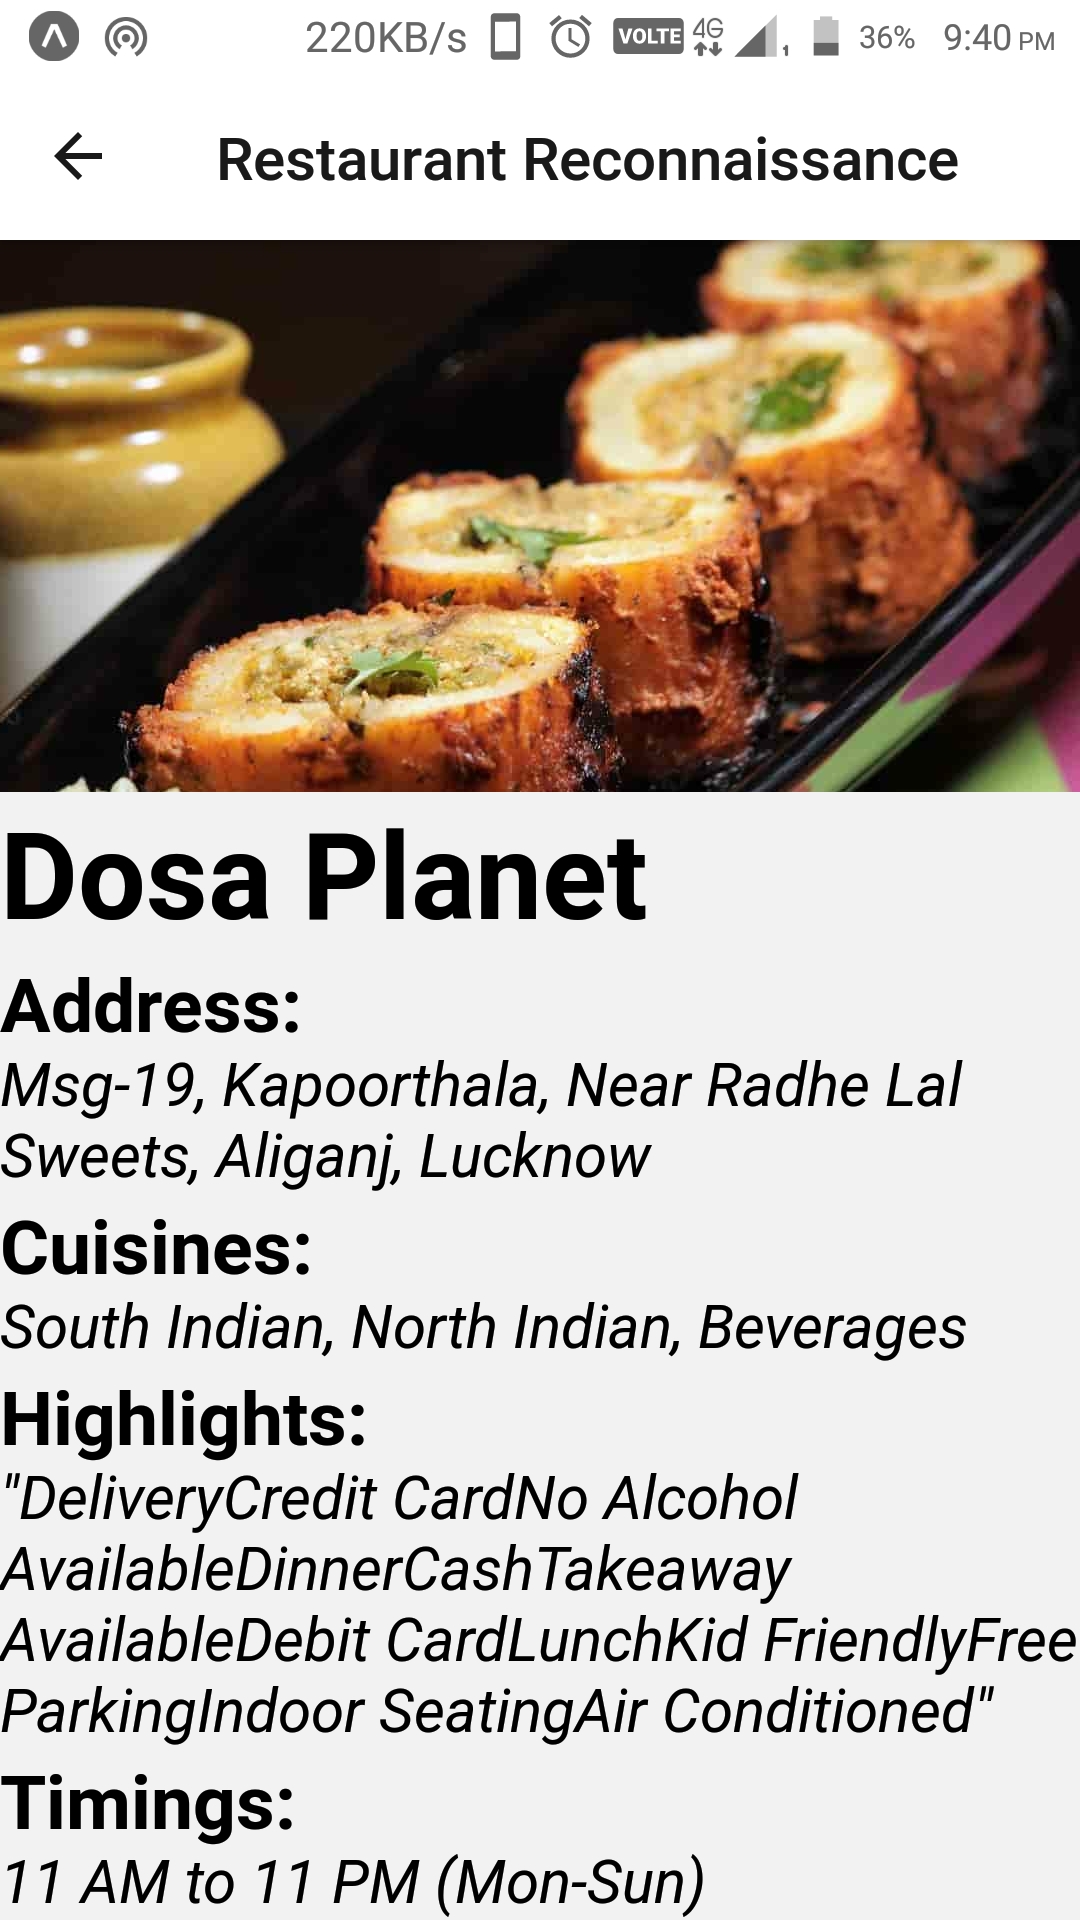 220KB/s VOLTE 4G 1 36% 9:40 PM
Restaurant Reconnaissance
Dosa Planet
Address:
Msg-19, Kapoorthala, Near Radhe Lal
Sweets, Aliganj, Lucknow
Cuisines:
South Indian, North Indian, Beverages
Highlights:
"DeliveryCredit CardNo Alcohol
AvailableDinnerCashTakeaway
AvailableDebit CardLunchKid FriendlyFree
ParkingIndoor SeatingAir Conditioned"
Timings:
11 AM to 11 PM (Mon-Sun)